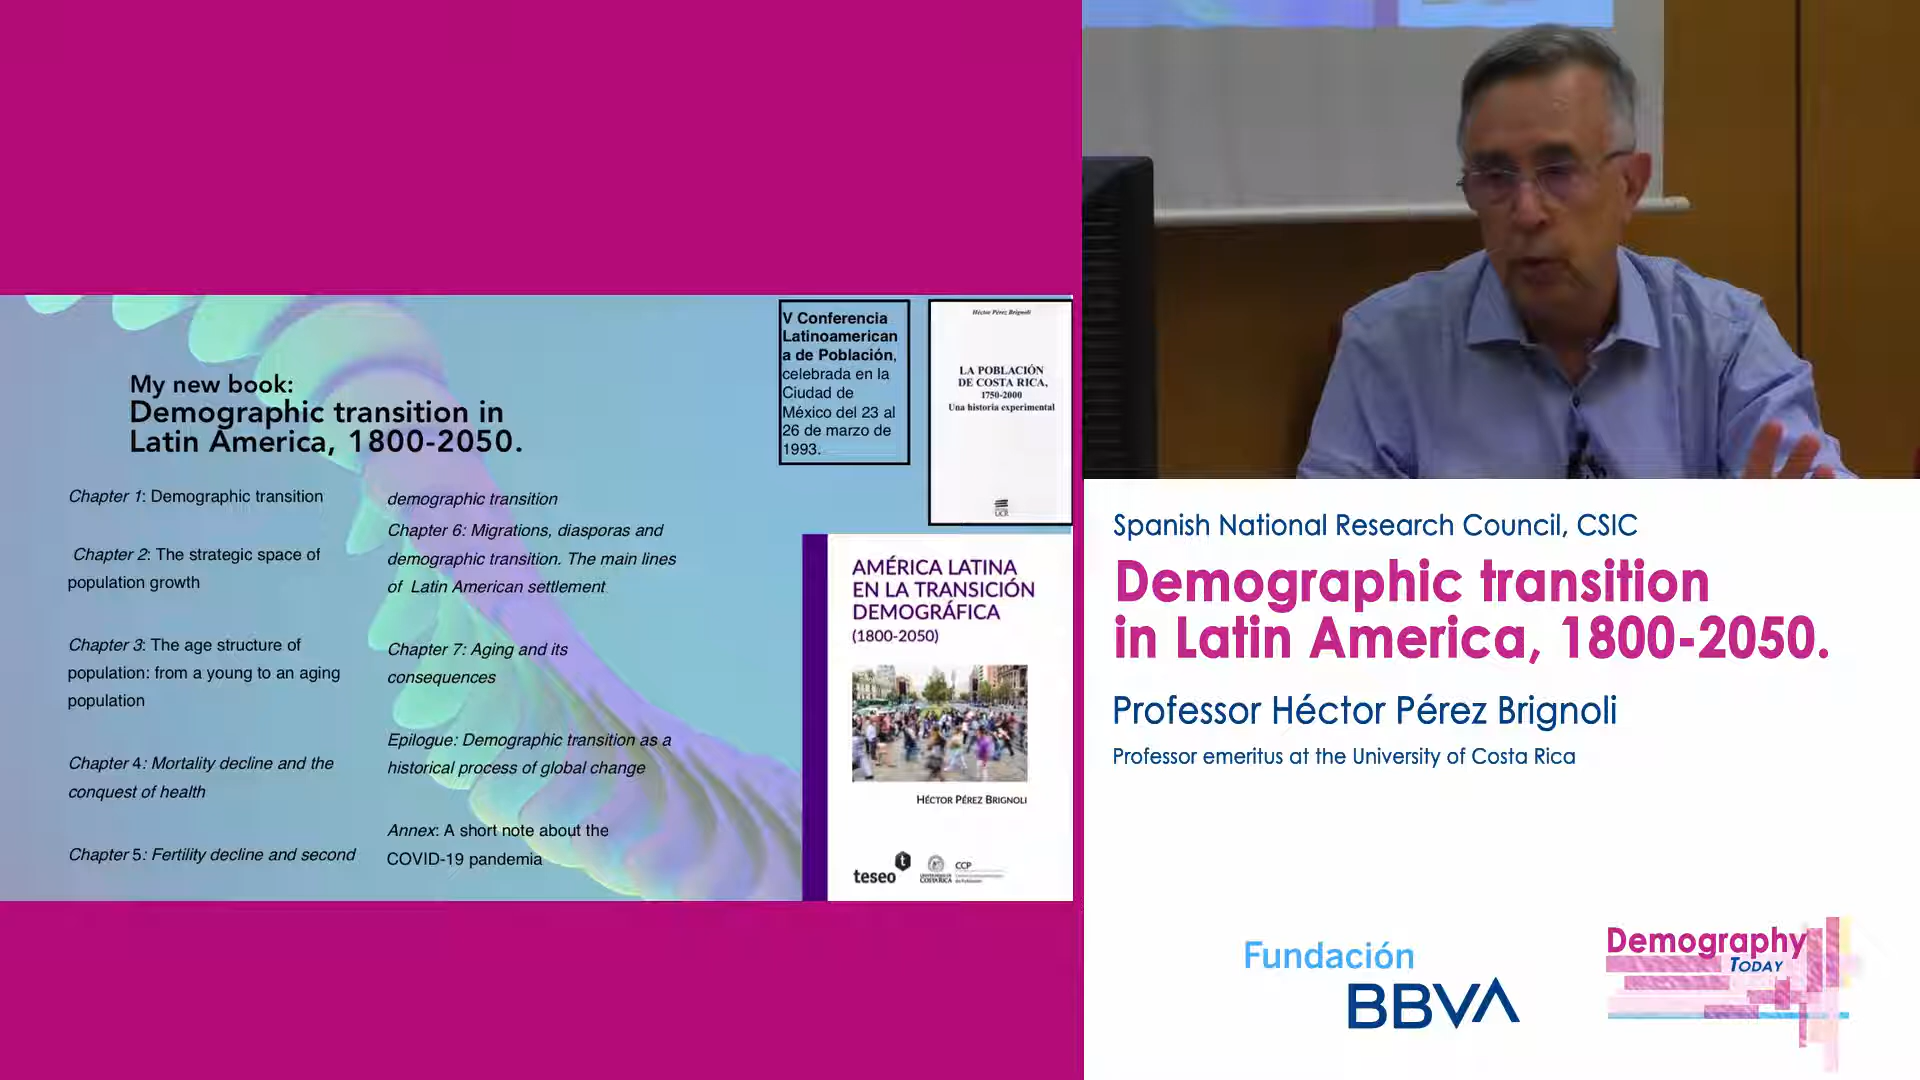 My new book:
Demographic transition in
Latin America, 1800-2050.
Chapter 1: Demographic transition
Chapter 2: The strategic space of
population growth
Chapter 3: The age structure of
population: from a young to an aging
population
Chapter 4: Mortality decline and the
conquest of health
Chapter 5: Fertility decline and second
demographic transition
Chapter 6: Migrations, diasporas and
demographic transition. The main lines
of Latin American settlement
Chapter 7: Aging and its
consequences
Epilogue: Demographic transition as a
historical process of global change
Annex: A short note about the
COVID-19 pandemia
V Conferencia
Latinoamerican
a de Población,
celebrada en la
Ciudad de
México del 23 al
26 de marzo de
1993.
Héctor Pérez Brignoli
LA POBLACIÓN
DE COSTA RICA,
1750-2000
Una historia experimental
UCR
AMÉRICA LATINA
EN LA TRANSICIÓN
DEMOGRÁFICA
(1800-2050)
HÉCTOR PÉREZ BRIGNOLI
teseo
UNIVERSIDAD DE
COSTA RICA
CCP
Spanish National Research Council, CSIC
Demographic transition
in Latin America, 1800-2050.
Professor Héctor Pérez Brignoli
Professor emeritus at the University of Costa Rica
Fundación
BBVA
Demography
TODAY